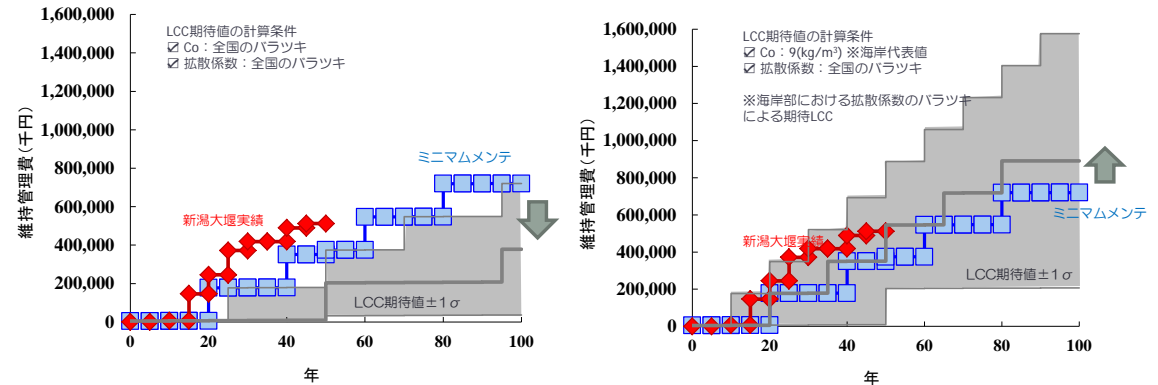 1,600,000
1,400,000
1,200,000
1,000,000
800,000
600,000
400,000
200,000
0
維持管理費(千円)
LCC期待値の計算条件
☑ Co：全国のバラツキ
☑ 拡散係数：全国のバラツキ
ミニマムメンテ
新潟大堰実績
LCC期待値±1σ
0 20 40 60 80 100
年
1,600,000
1,400,000
1,200,000
1,000,000
800,000
600,000
400,000
200,000
0
維持管理費(千円)
LCC期待値の計算条件
☑ Co：9(kg/m³) ※海岸代表値
☑ 拡散係数：全国のバラツキ
※海岸部における拡散係数のバラツキ
による期待LCC
新潟大堰実績
ミニマムメンテ
LCC期待値±1σ
0 20 40 60 80 100
年